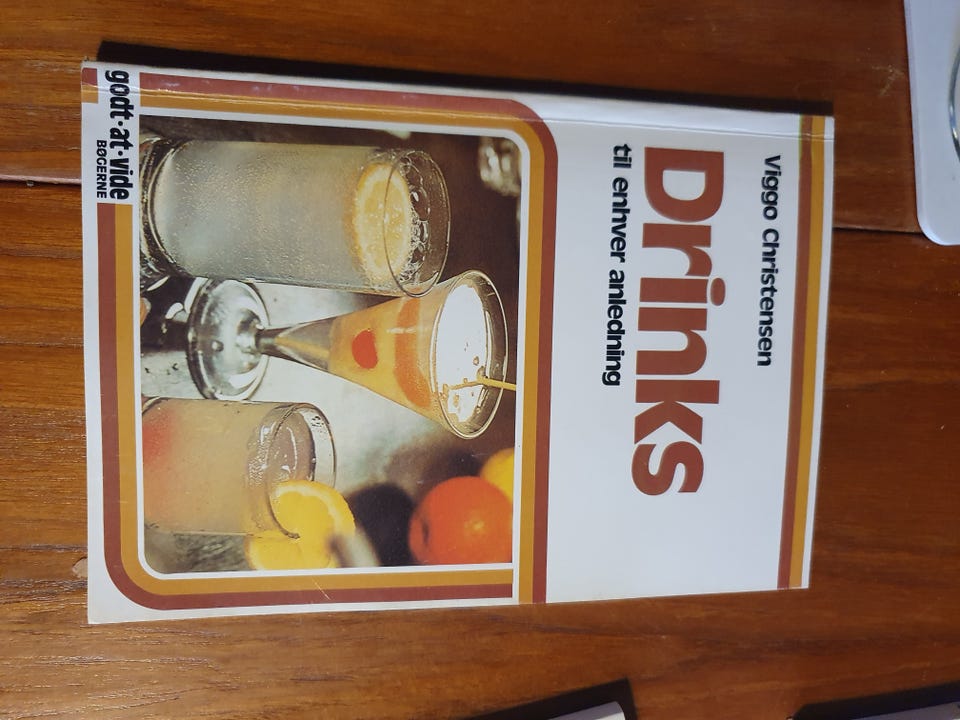 Viggo Christensen
Drinks
til enhver anledning
godt·at·vide
BØGERNE